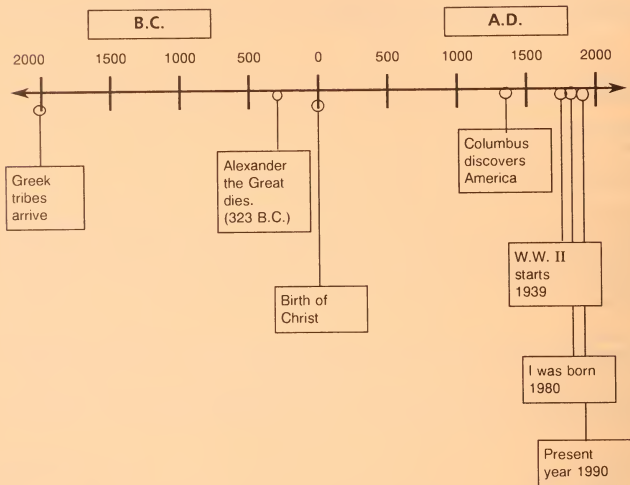 B.C.
A.D.
2000 1500 1000 500 0 500 1000 1500 2000
Greek
tribes
arrive
Alexander
the Great
dies.
(323 B.C.)
Birth of
Christ
Columbus
discovers
America
W.W. II
starts
1939
I was born
1980
Present
year 1990